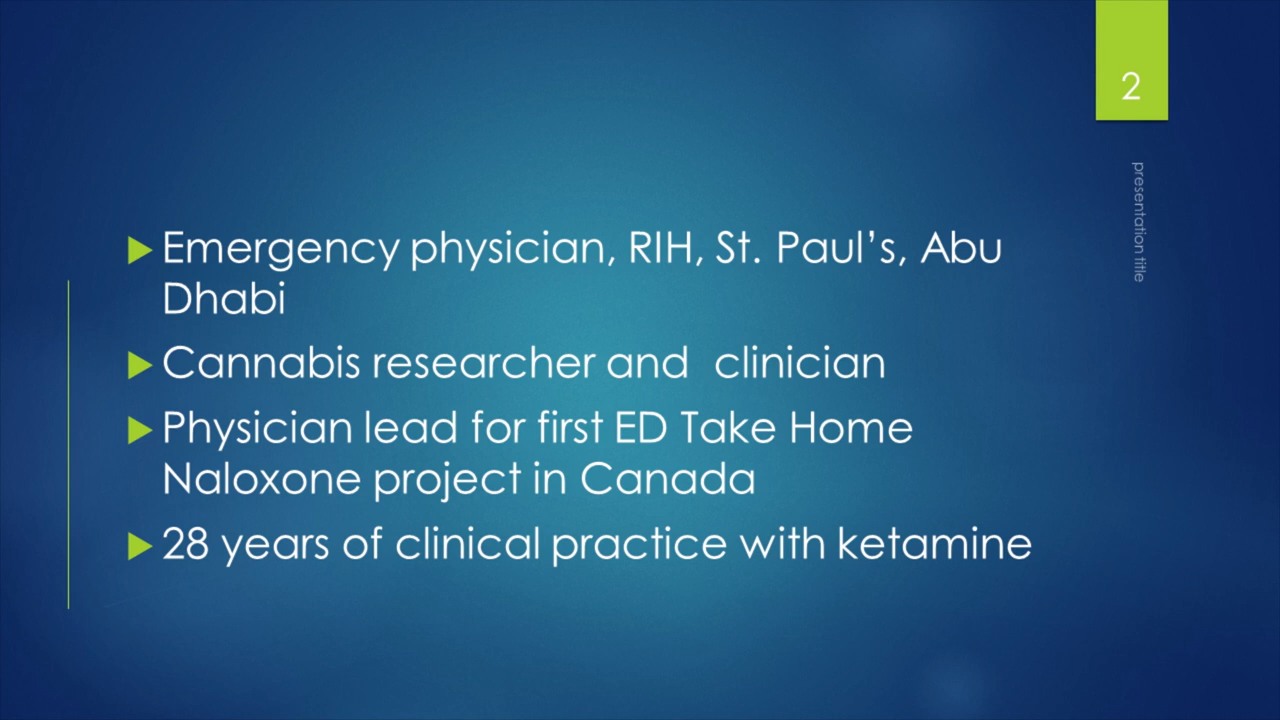 2
presentation title
Emergency physician, RIH, St. Paul’s, Abu
Dhabi
Cannabis researcher and  clinician
Physician lead for first ED Take Home
Naloxone project in Canada
28 years of clinical practice with ketamine